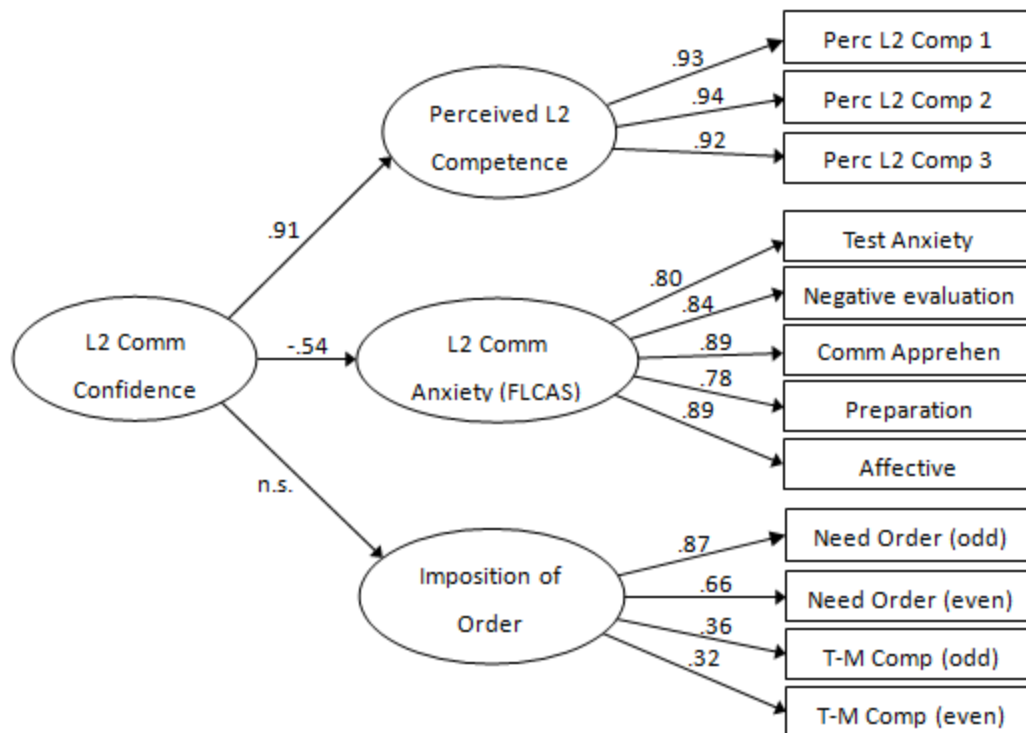 Perc L2 Comp 1
.93
Perceived L2
Competence
.94
Perc L2 Comp 2
.92
Perc L2 Comp 3
.91
Test Anxiety
.80
Negative evaluation
.84
L2 Comm
Confidence
-.54
L2 Comm
Anxiety (FLCAS)
.89
Comm Apprehen
.78
Preparation
.89
Affective
n.s.
Need Order (odd)
.87
Imposition of
Order
.66
Need Order (even)
.36
T-M Comp (odd)
.32
T-M Comp (even)